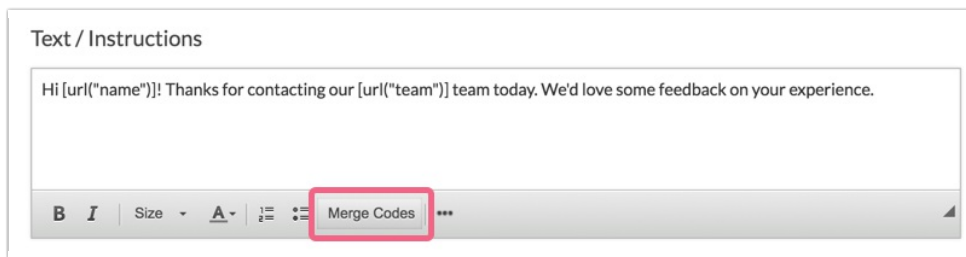 Text / Instructions
Hi [url("name")]! Thanks for contacting our [url("team")] team today. We'd love some feedback on your experience.
B I Size A Merge Codes •••